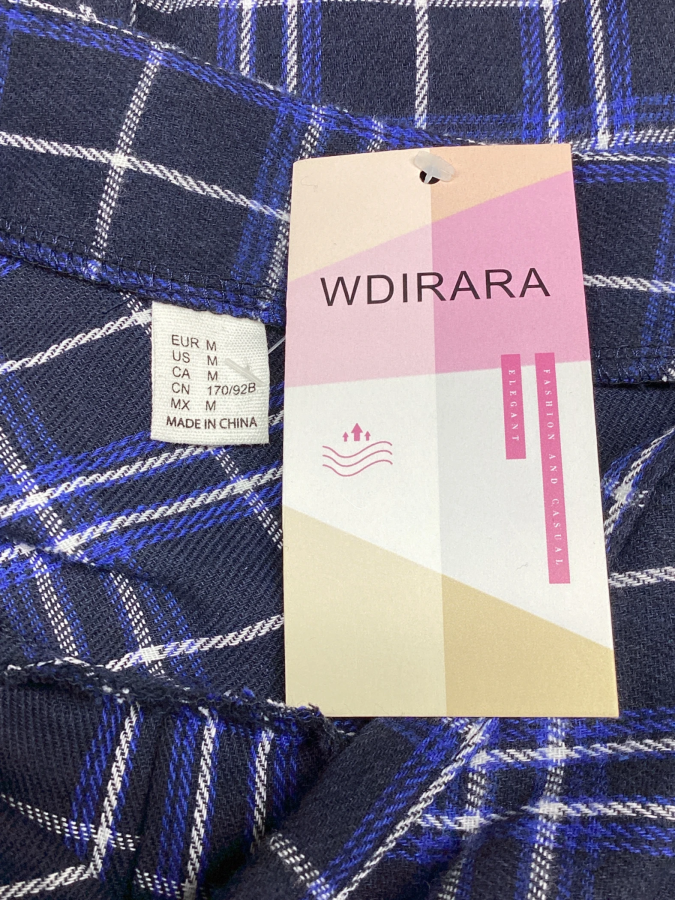 WDIRARA
ELEGANT
FASHION AND CASUAL
EUR M
US M
CA M
CN 170/92B
MX M
MADE IN CHINA